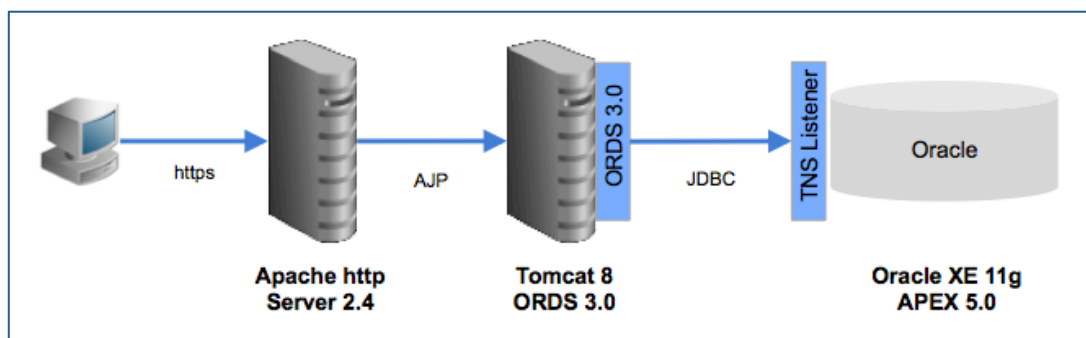 https
AJP
ORDS 3.0
JDBC
TNS Listener
Oracle
Apache http
Server 2.4
Tomcat 8
ORDS 3.0
Oracle XE 11g
APEX 5.0